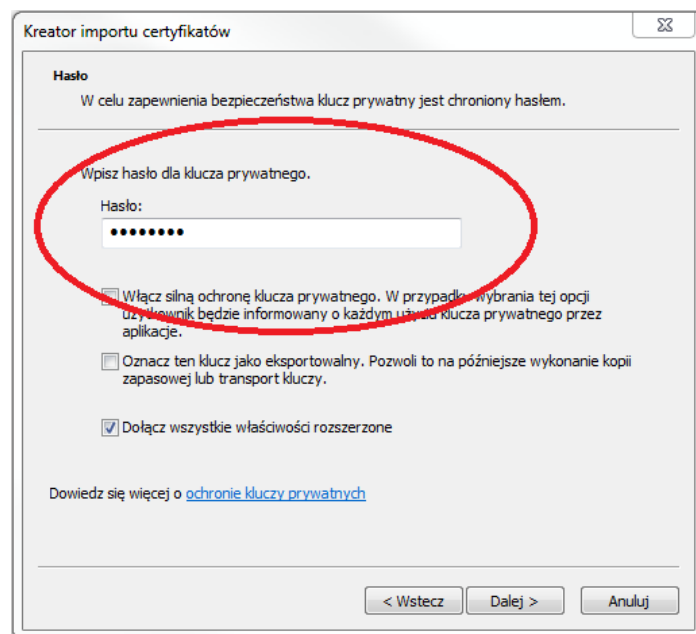 Kreator importu certyfikatów
Hasło
W celu zapewnienia bezpieczeństwa klucz prywatny jest chroniony hasłem.
Wpisz hasło dla klucza prywatnego.
Hasło:
••••••••
Włącz silną ochronę klucza prywatnego. W przypadku wybrania tej opcji
użytkownik będzie informowany o każdym użyciu klucza prywatnego przez
aplikacje.
Oznacz ten klucz jako eksportowalny. Pozwoli to na późniejsze wykonanie kopii
zapasowej lub transport kluczy.
Dołącz wszystkie właściwości rozszerzone
Dowiedz się więcej o ochronie kluczy prywatnych
< Wstecz Dalej > Anuluj